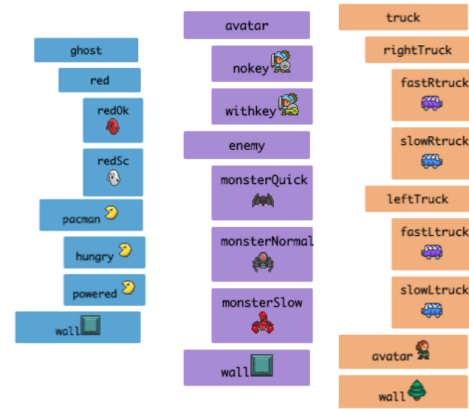 ghost
red
redOk
redSc
pacman
hungry
powered
wall
avatar
nokey
withkey
enemy
monsterQuick
monsterNormal
monsterSlow
wall
truck
rightTruck
fastRtruck
slowRtruck
leftTruck
fastLtruck
slowLtruck
avatar
wall